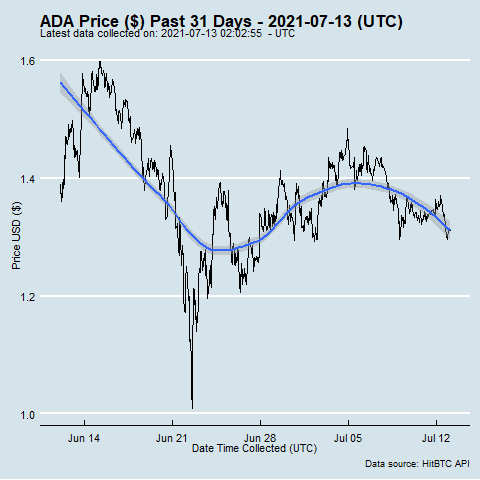 ADA Price ($) Past 31 Days - 2021-07-13 (UTC)
Latest data collected on: 2021-07-13 02:02:55 - UTC
1.6
1.4
1.2
1.0
Price USD ($)
Jun 14 Jun 21 Jun 28 Jul 05 Jul 12
Date Time Collected (UTC)
Data source: HitBTC API